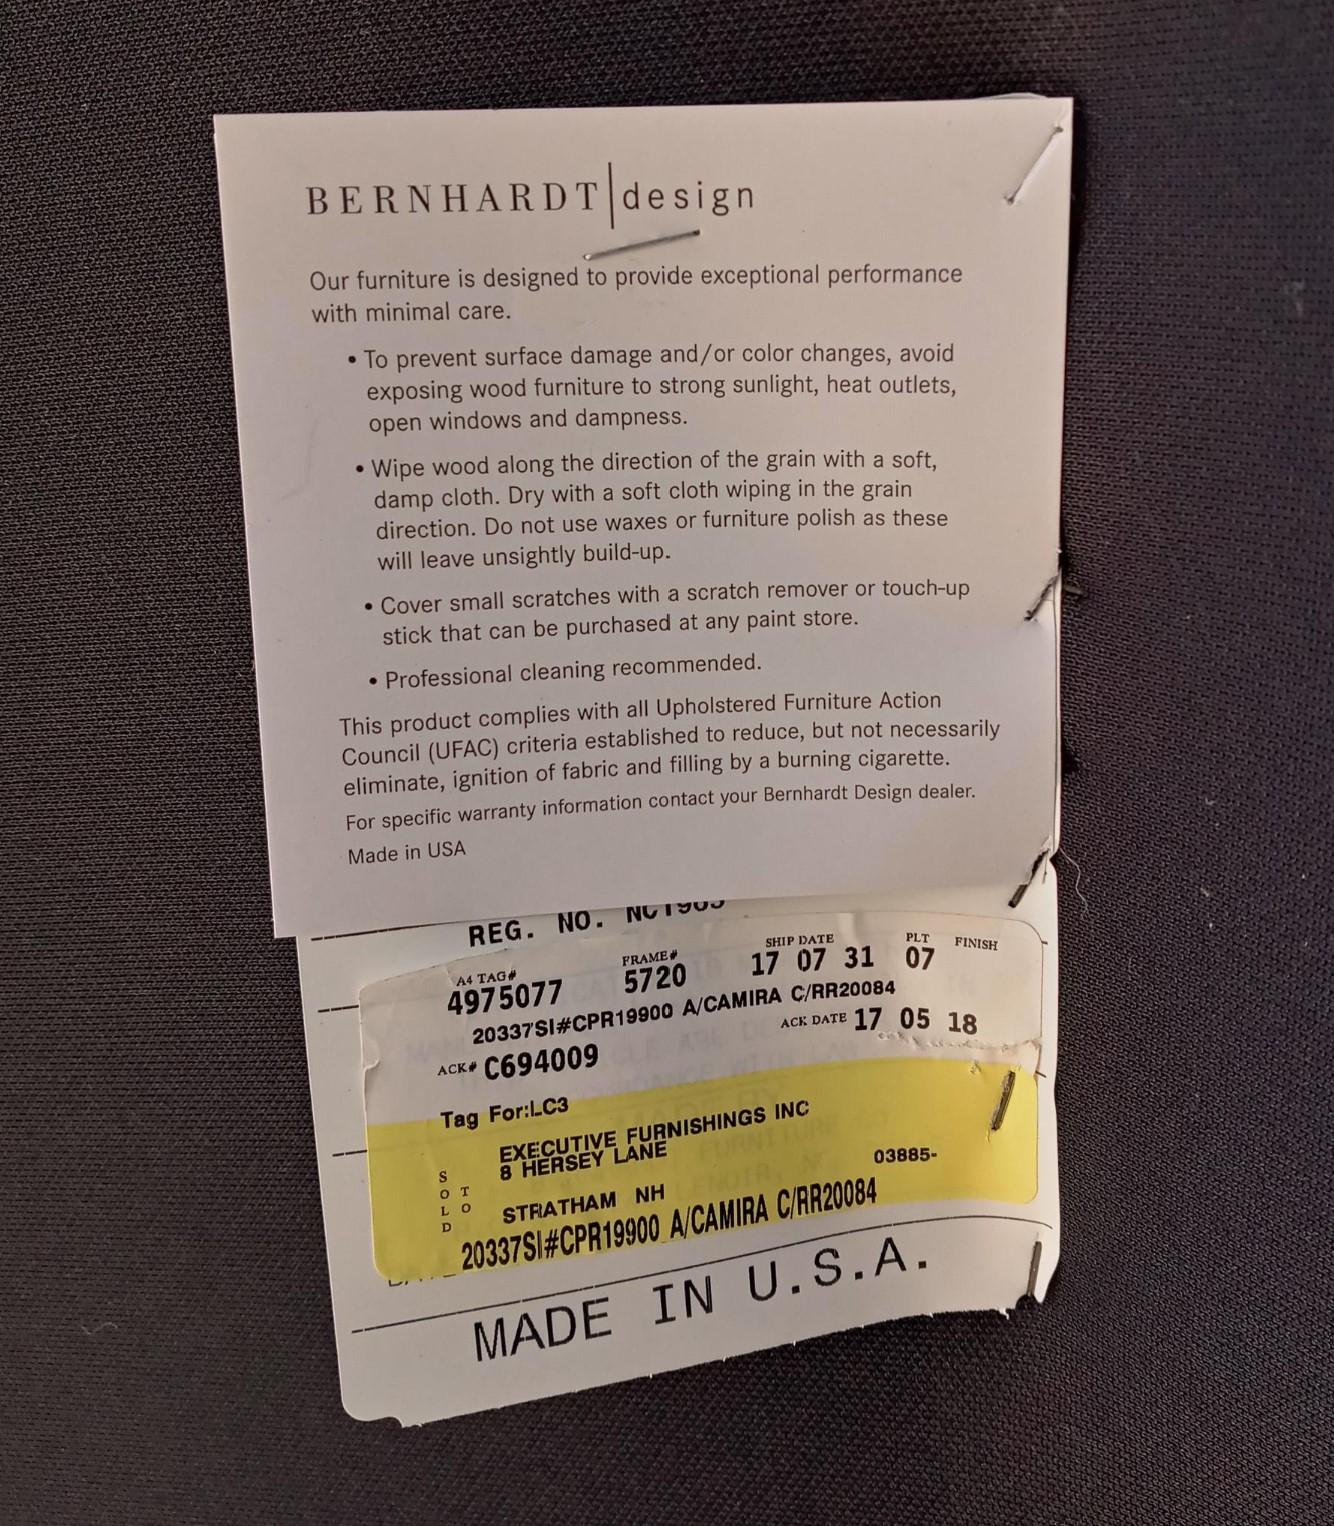 BERNHARDT|design
Our furniture is designed to provide exceptional performance
with minimal care.
• To prevent surface damage and/or color changes, avoid
exposing wood furniture to strong sunlight, heat outlets,
open windows and dampness.
• Wipe wood along the direction of the grain with a soft,
damp cloth. Dry with a soft cloth wiping in the grain
direction. Do not use waxes or furniture polish as these
will leave unsightly build-up.
• Cover small scratches with a scratch remover or touch-up
stick that can be purchased at any paint store.
• Professional cleaning recommended.
This product complies with all Upholstered Furniture Action
Council (UFAC) criteria established to reduce, but not necessarily
eliminate, ignition of fabric and filling by a burning cigarette.
For specific warranty information contact your Bernhardt Design dealer.
Made in USA
REG. NO.
A4 TAG# FRAME# SHIP DATE PLT FINISH
4975077 5720 17 07 31 07
20337SI#CPR19900 A/CAMIRA C/RR20084
ACK# C694009 ACK DATE 17 05 18
Tag For:LC3
SOLD TO
EXECUTIVE FURNISHINGS INC
8 HERSEY LANE
03885-
STRATHAM NH
20337SI#CPR19900 A/CAMIRA C/RR20084
MADE IN U.S.A.